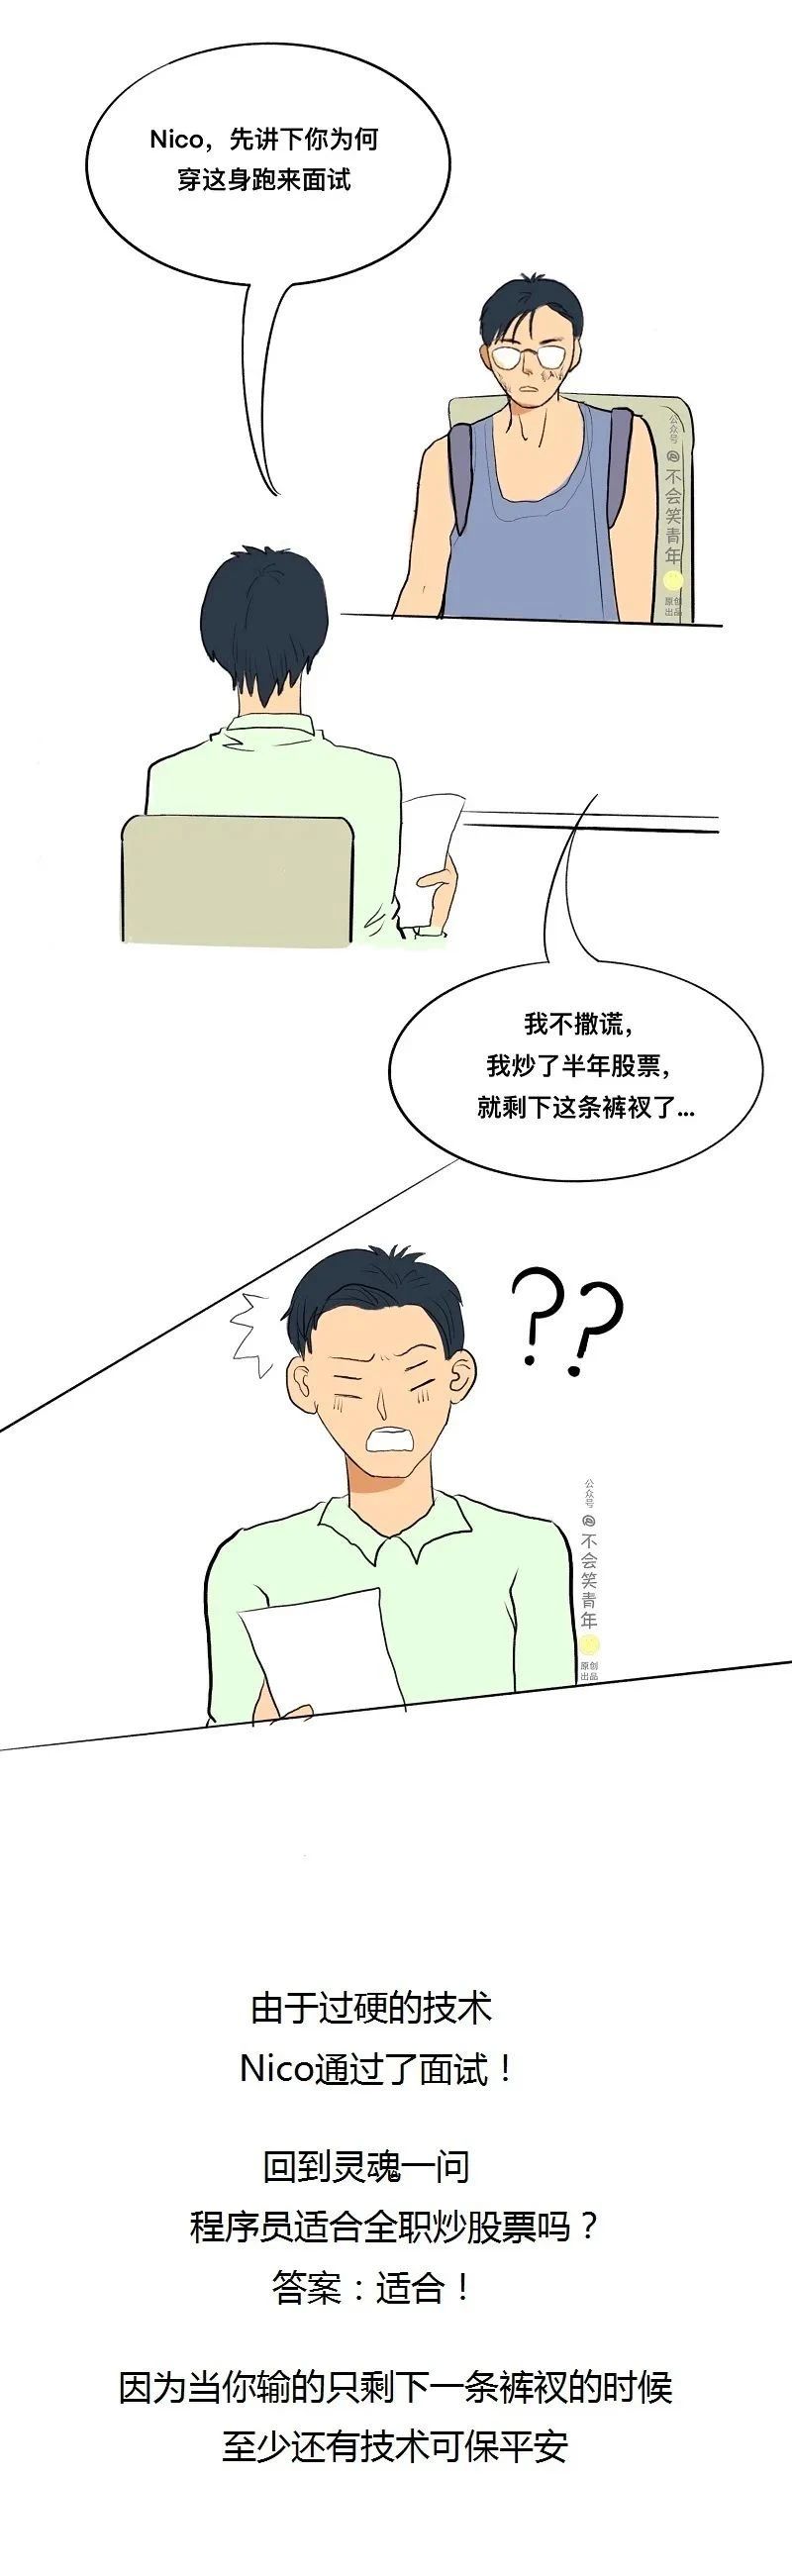 Nico，先讲下你为何
穿这身跑来面试
公众号
不会笑青年
原创
出品
我不撒谎，
我炒了半年股票，
就剩下这条裤衩了...
??
公众号
不会笑青年
原创
出品
由于过硬的技术
Nico通过了面试！
回到灵魂一问
程序员适合全职炒股票吗？
答案：适合！
因为当你输的只剩下一条裤衩的时候
至少还有技术可保平安